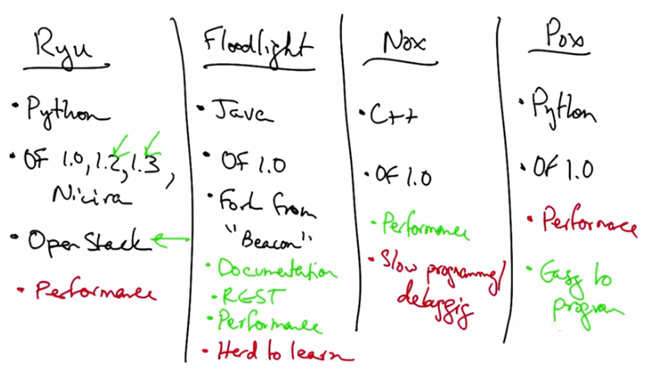 Ryu
• Python
• OF 1.0, 1.2, 1.3,
Nicira
• OpenStack
• Performance
Floodlight
• Java
• OF 1.0
• Fork from
"Beacon"
• Documentation
• REST
• Performance
• Hard to learn
Nox
• C++
• OF 1.0
• Performance
• Slow programming/
debuggig
Pox
• Python
• OF 1.0
• Performace
• Easy to
program